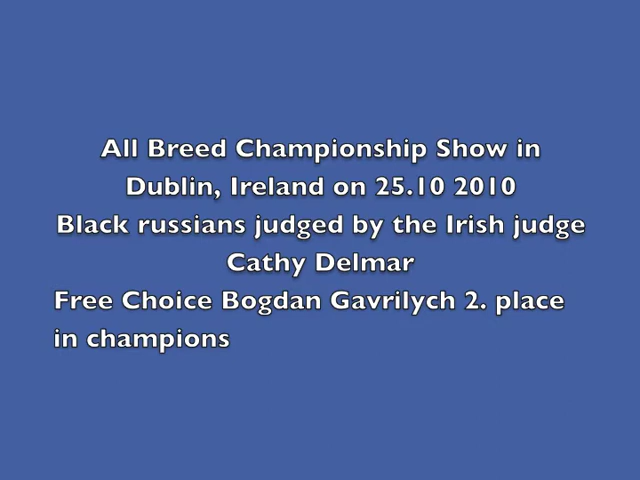 All Breed Championship Show in
Dublin, Ireland on 25.10 2010
Black russians judged by the Irish judge
Cathy Delmar
Free Choice Bogdan Gavrilych 2. place
in champions